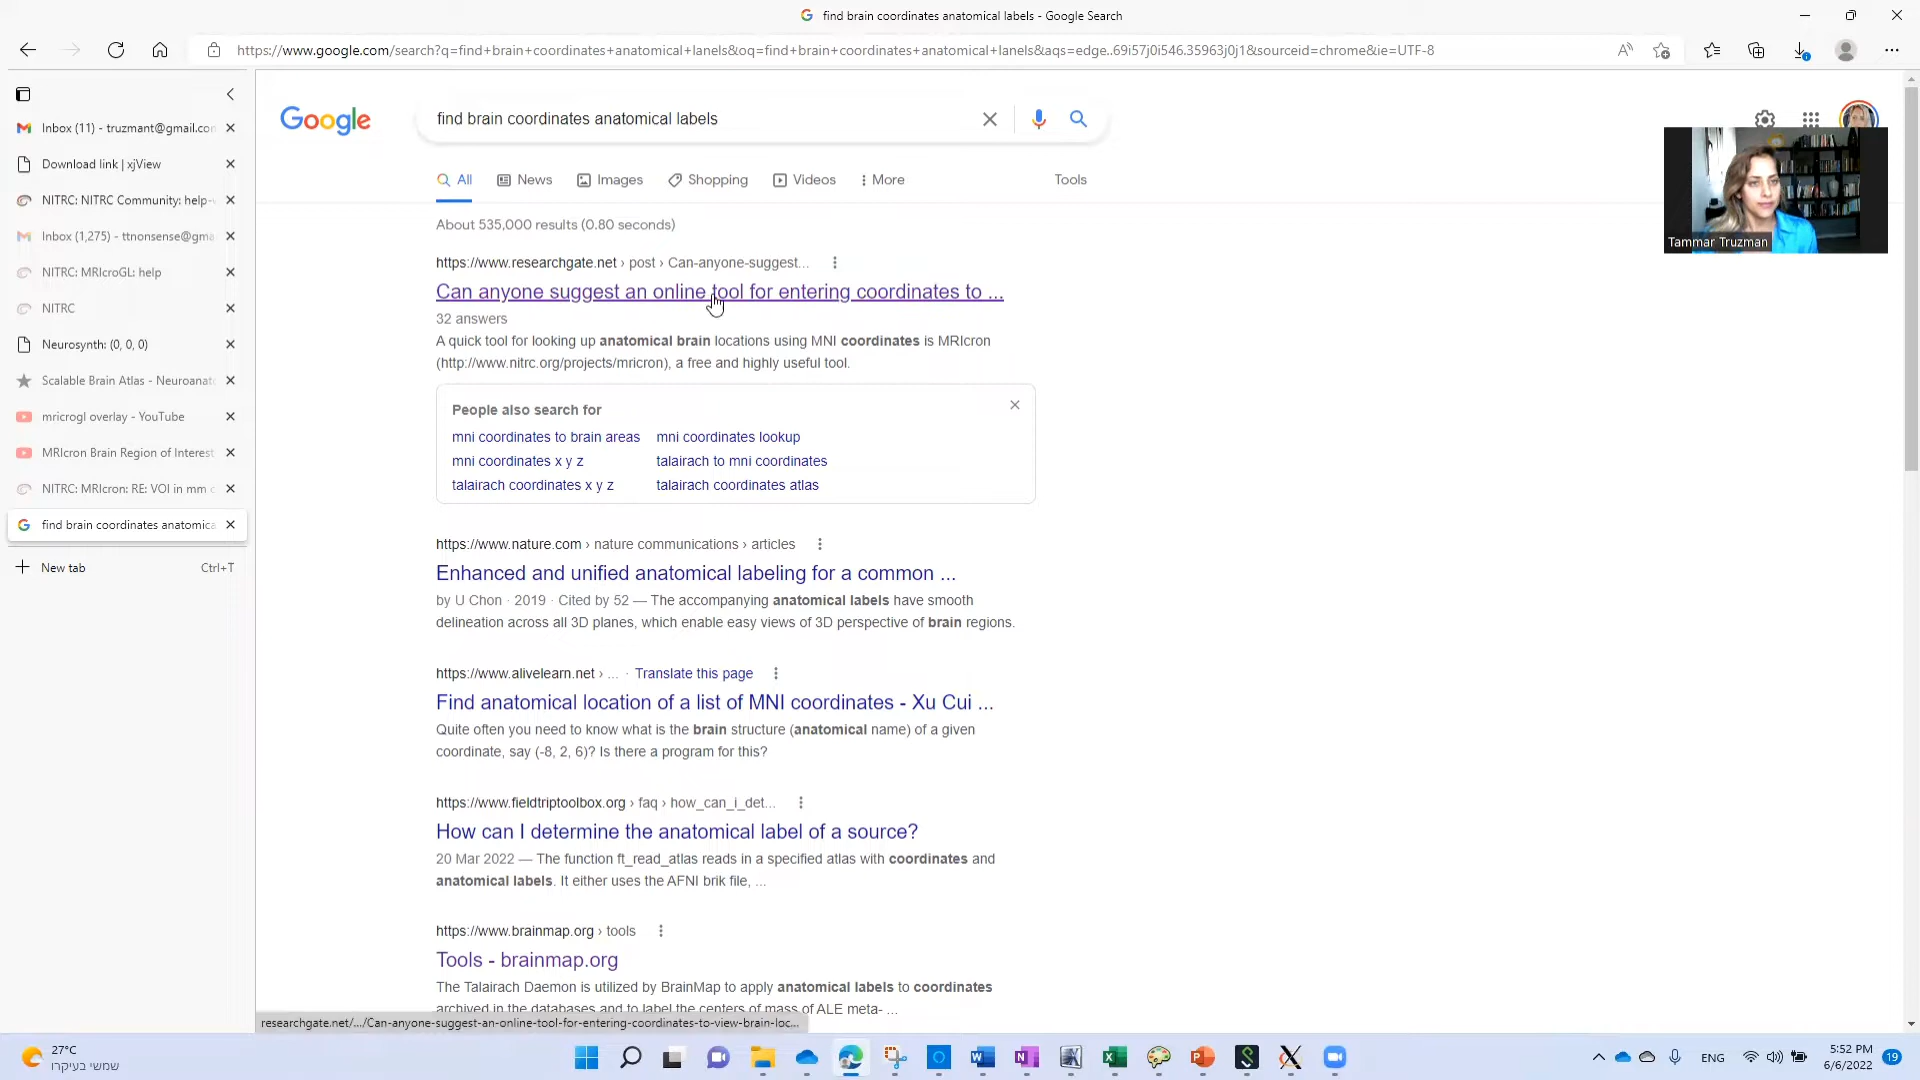 find brain coordinates anatomical labels - Google Search
https://www.google.com/search?q=find+brain+coordinates+anatomical+lanels&oq=find+brain+coordinates+anatomical+lanels&aqs=edge..69i57j0i546.35963j0j1&sourceid=chrome&ie=UTF-8
Inbox (11) - truzmant@gmail.com
Download link | xjView
NITRC: NITRC Community: help-
Inbox (1,275) - ttnonsense@gma
NITRC: MRIcroGL: help
NITRC
Neurosynth: (0, 0, 0)
Scalable Brain Atlas - Neuroanato
mricrogl overlay - YouTube
MRIcron Brain Region of Interest
NITRC: MRIcron: RE: VOI in mm c
find brain coordinates anatomica
New tab Ctrl+T
Google
find brain coordinates anatomical labels
All News Images Shopping Videos More Tools
About 535,000 results (0.80 seconds)
https://www.researchgate.net › post › Can-anyone-suggest...
Can anyone suggest an online tool for entering coordinates to ...
32 answers
A quick tool for looking up anatomical brain locations using MNI coordinates is MRIcron
(http://www.nitrc.org/projects/mricron), a free and highly useful tool.
People also search for
mni coordinates to brain areas mni coordinates lookup
mni coordinates x y z talairach to mni coordinates
talairach coordinates x y z talairach coordinates atlas
https://www.nature.com › nature communications › articles
Enhanced and unified anatomical labeling for a common ...
by U Chon · 2019 · Cited by 52 — The accompanying anatomical labels have smooth
delineation across all 3D planes, which enable easy views of 3D perspective of brain regions.
https://www.alivelearn.net › ... · Translate this page
Find anatomical location of a list of MNI coordinates - Xu Cui ...
Quite often you need to know what is the brain structure (anatomical name) of a given
coordinate, say (-8, 2, 6)? Is there a program for this?
https://www.fieldtriptoolbox.org › faq › how_can_i_det...
How can I determine the anatomical label of a source?
20 Mar 2022 — The function ft_read_atlas reads in a specified atlas with coordinates and
anatomical labels. It either uses the AFNI brik file, ...
https://www.brainmap.org › tools
Tools - brainmap.org
The Talairach Daemon is utilized by BrainMap to apply anatomical labels to coordinates
archived in the databases and to label the centers of mass of ALE meta- ...
researchgate.net/.../Can-anyone-suggest-an-online-tool-for-entering-coordinates-to-view-brain-loc...
Tammar Truzman
27°C
שמשי בעיקרו
ENG
5:52 PM
6/6/2022
19